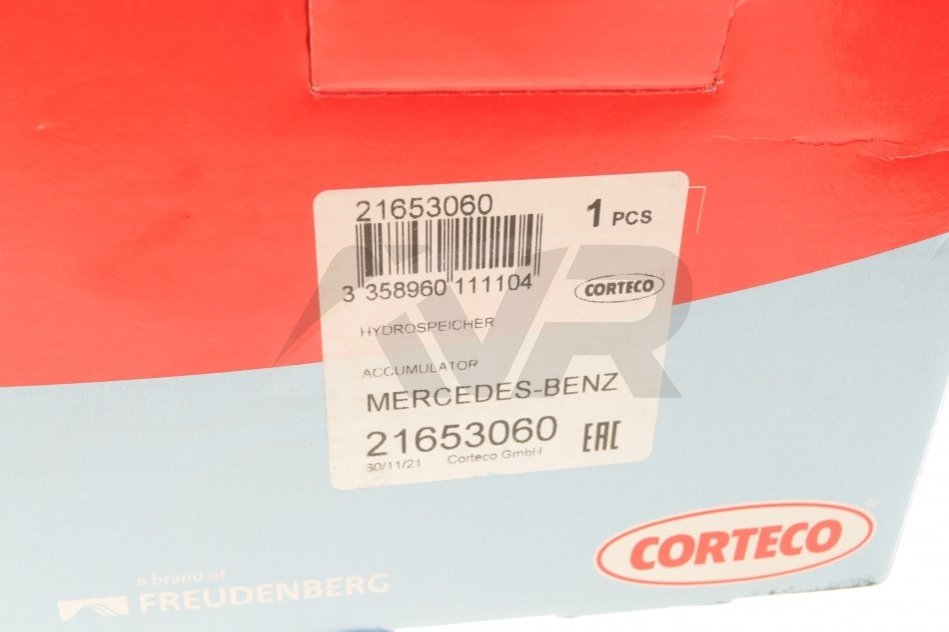 21653060
1 PCS
3 358960 111104
CORTECO
HYDROSPEICHER
ACCUMULATOR
MERCEDES-BENZ
21653060
EAC
30/11/21 Corteco GmbH
VR
CORTECO®
a brand of
FREUDENBERG